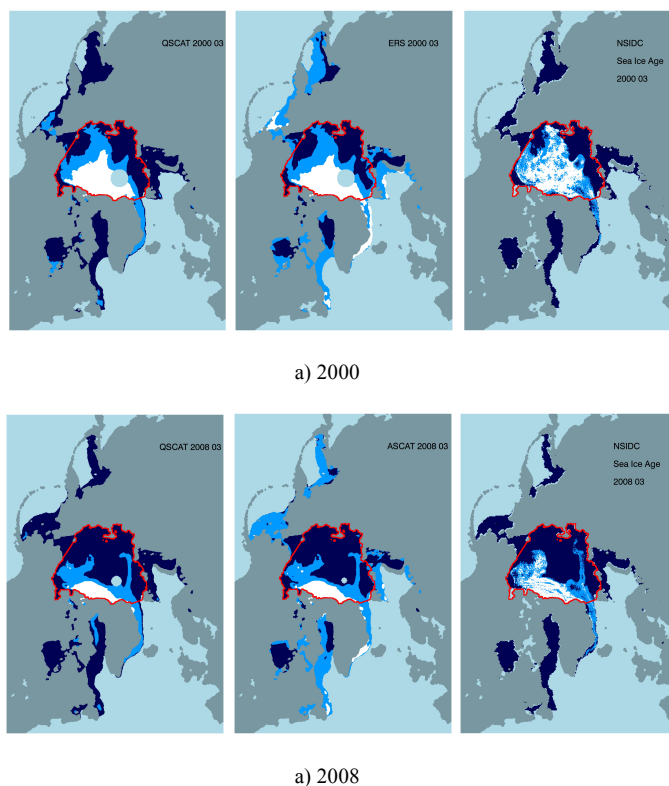 QSCAT 2000 03
ERS 2000 03
NSIDC
Sea Ice Age
2000 03
a) 2000
QSCAT 2008 03
ASCAT 2008 03
NSIDC
Sea Ice Age
2008 03
a) 2008